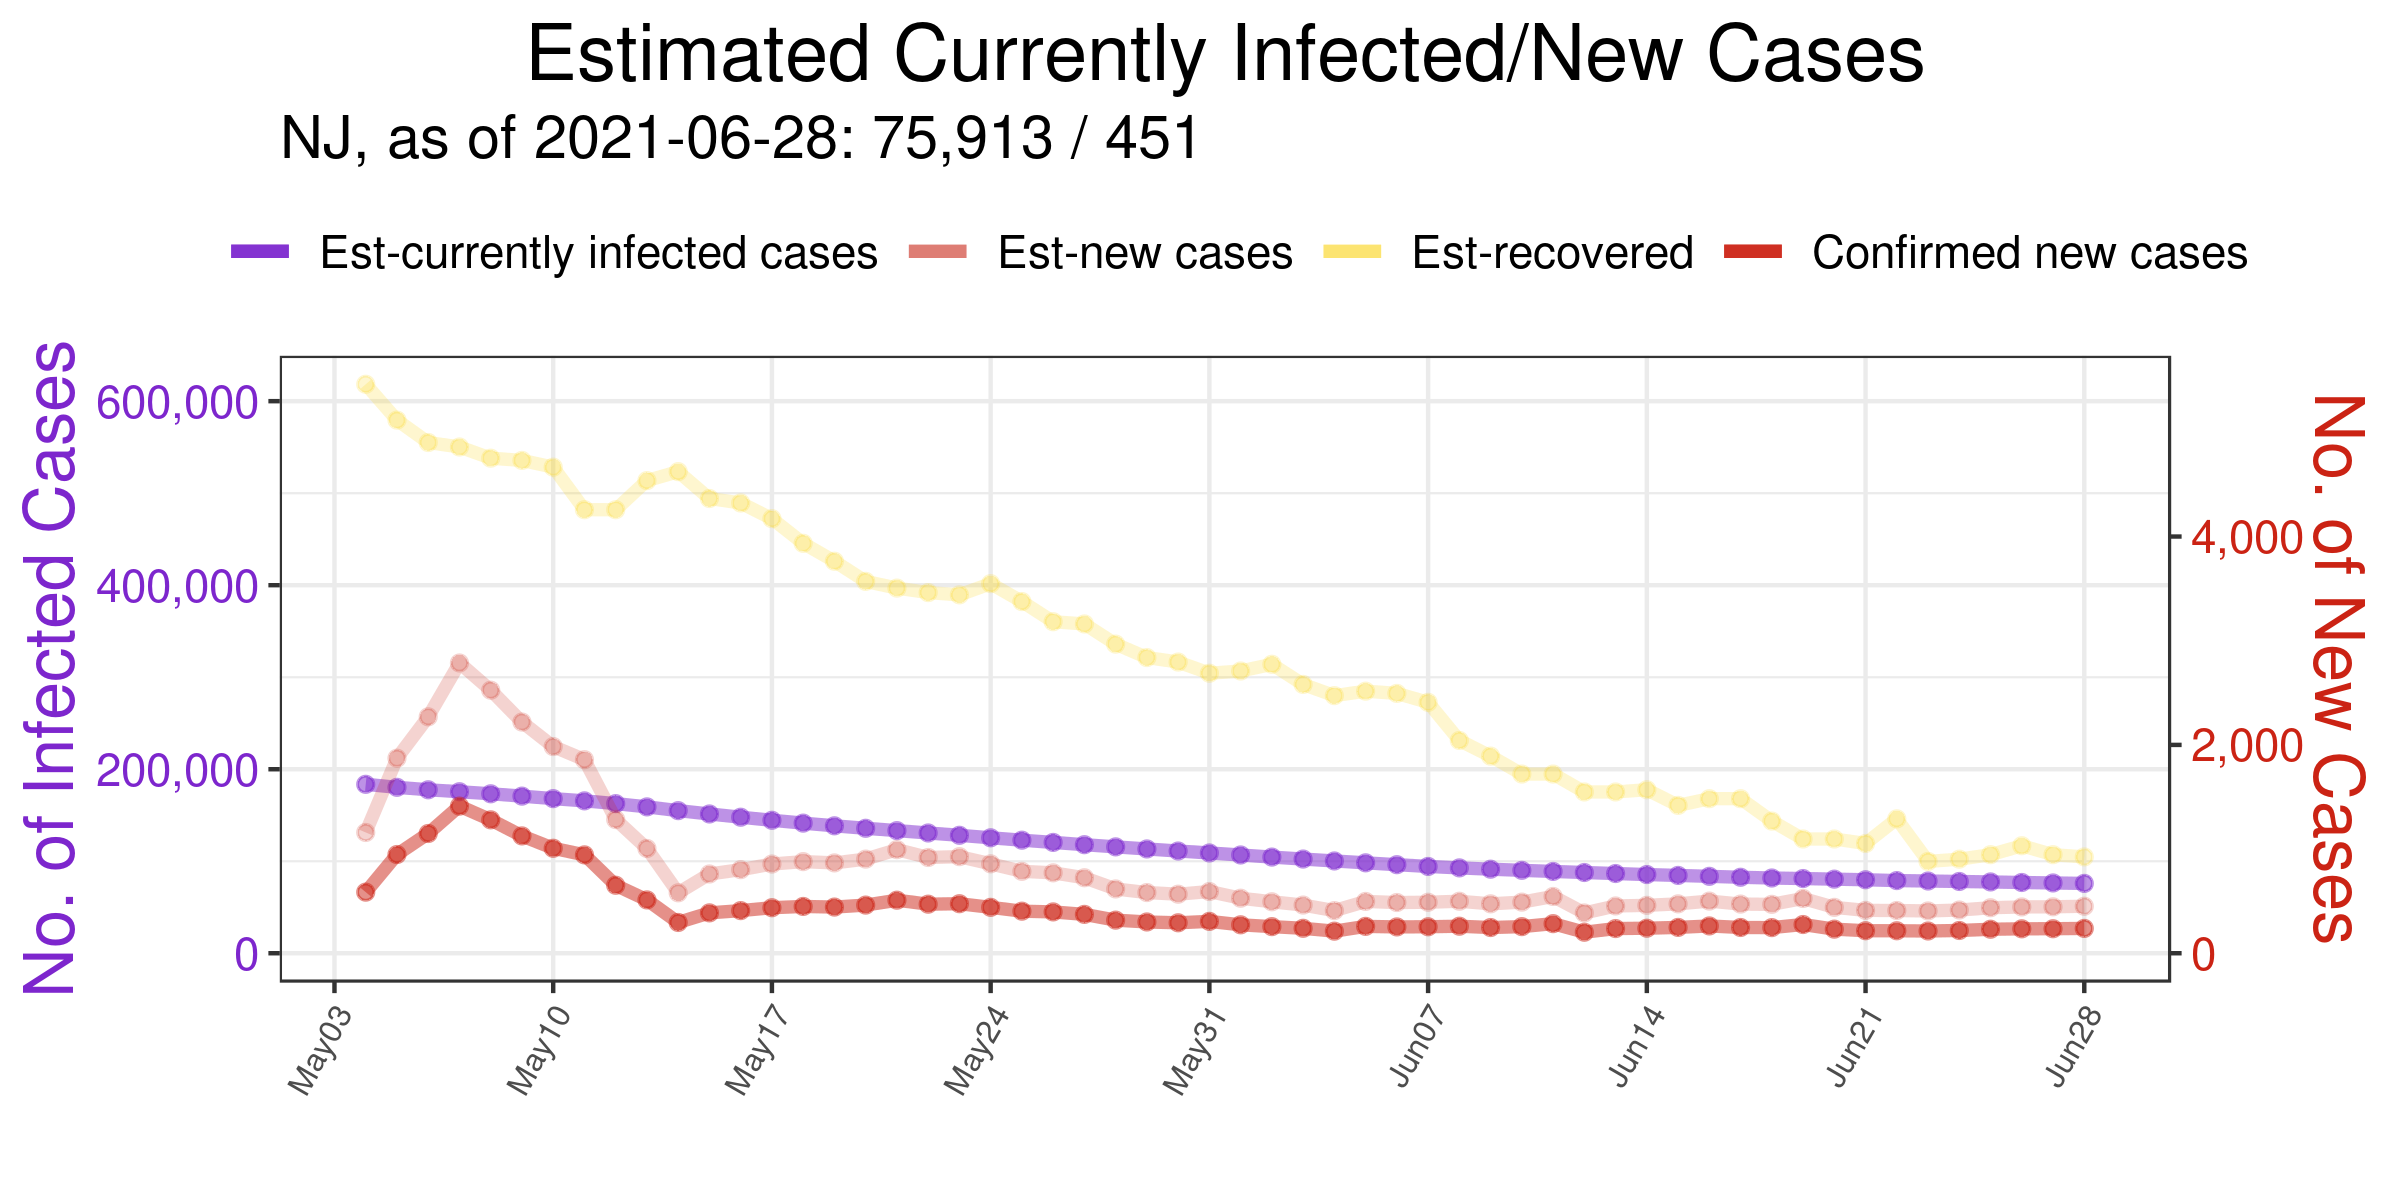 Estimated Currently Infected/New Cases
NJ, as of 2021-06-28: 75,913 / 451
Est-currently infected cases Est-new cases Est-recovered Confirmed new cases
No. of Infected Cases
600,000
400,000
200,000
0
4,000
2,000
0
No. of New Cases
May03 May10 May17 May24 May31 Jun07 Jun14 Jun21 Jun28